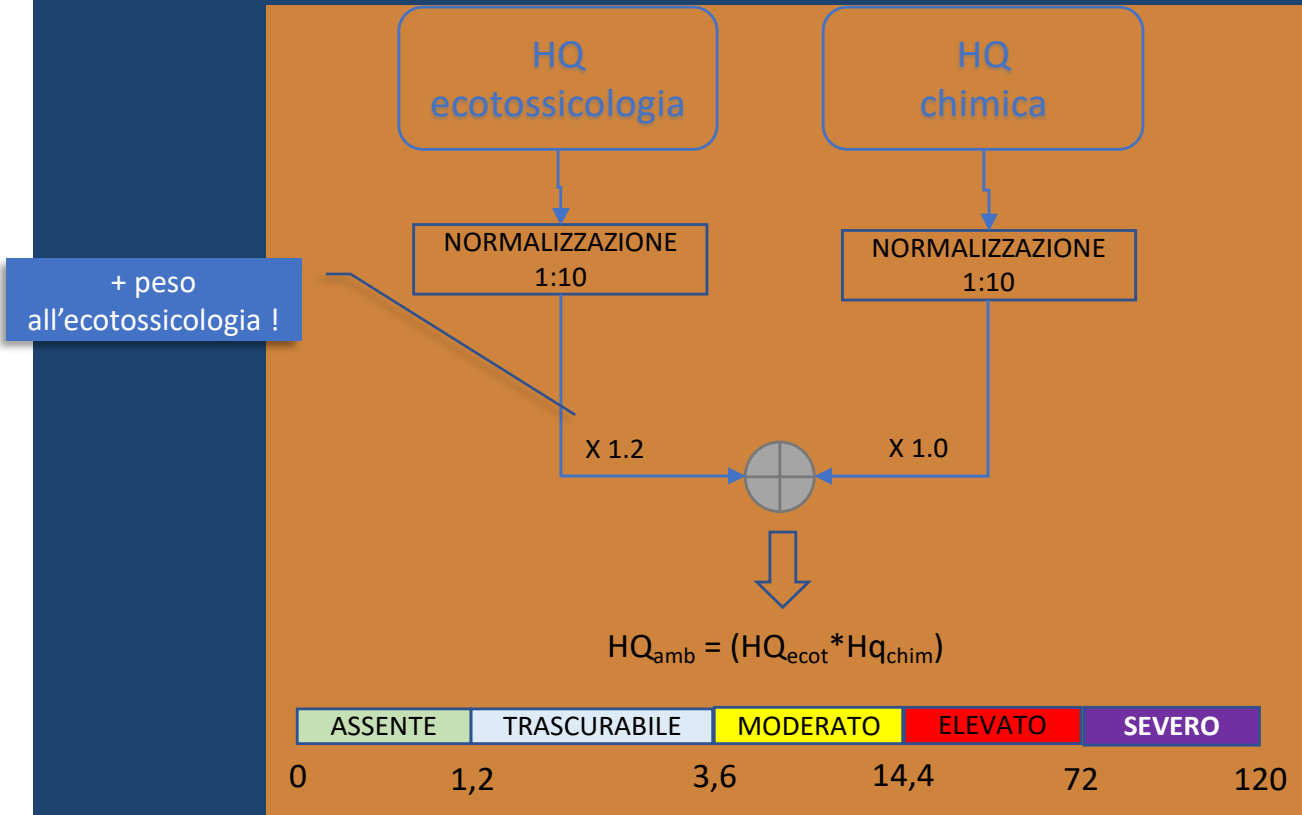 HQ
ecotossicologia
HQ
chimica
NORMALIZZAZIONE
1:10
NORMALIZZAZIONE
1:10
+ peso
all’ecotossicologia !
X 1.2
X 1.0
HQamb = (HQecot*Hqchim)
ASSENTE TRASCURABILE MODERATO ELEVATO SEVERO
0 1,2 3,6 14,4 72 120